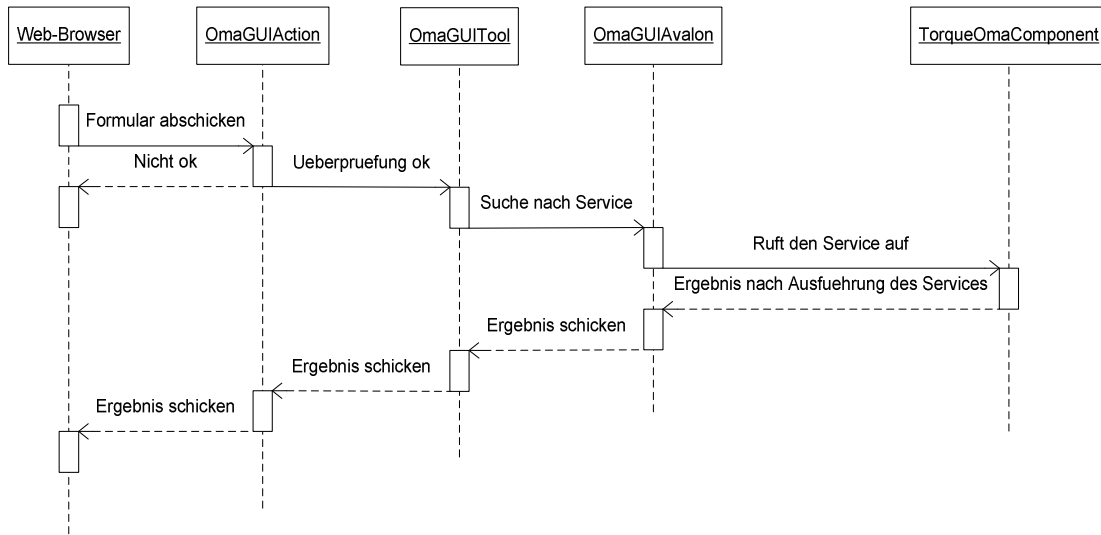 Web-Browser
OmaGUIAction
OmaGUITool
OmaGUIAvalon
TorqueOmaComponent
Formular abschicken
Nicht ok
Ueberpruefung ok
Suche nach Service
Ruft den Service auf
Ergebnis nach Ausfuehrung des Services
Ergebnis schicken
Ergebnis schicken
Ergebnis schicken